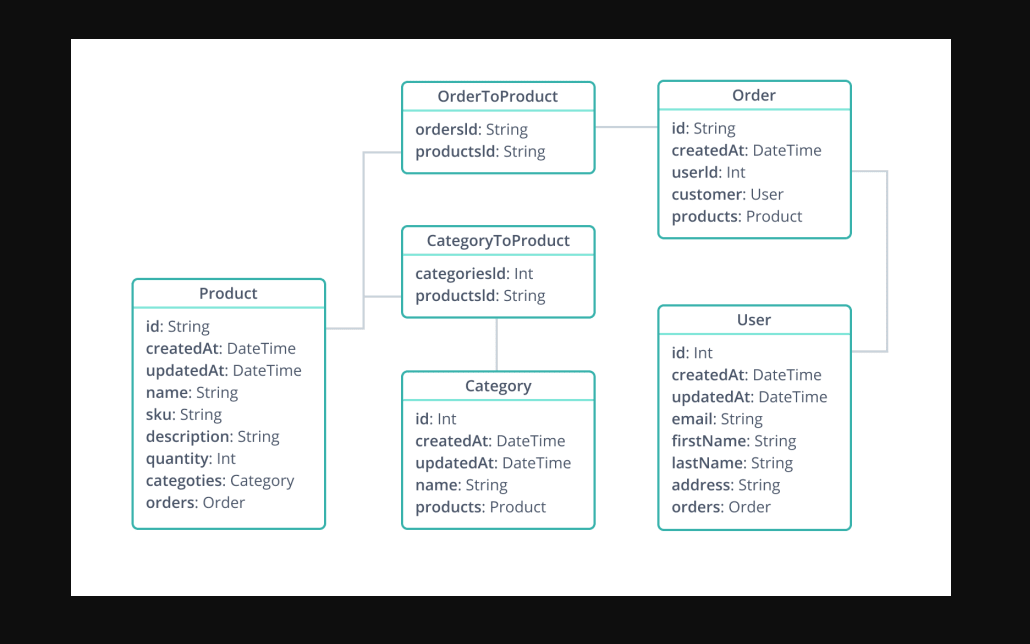 OrderToProduct
ordersId: String
productsId: String
Order
id: String
createdAt: DateTime
userId: Int
customer: User
products: Product
CategoryToProduct
categoriesId: Int
productsId: String
Product
id: String
createdAt: DateTime
updatedAt: DateTime
name: String
sku: String
description: String
quantity: Int
categoties: Category
orders: Order
Category
id: Int
createdAt: DateTime
updatedAt: DateTime
name: String
products: Product
User
id: Int
createdAt: DateTime
updatedAt: DateTime
email: String
firstName: String
lastName: String
address: String
orders: Order